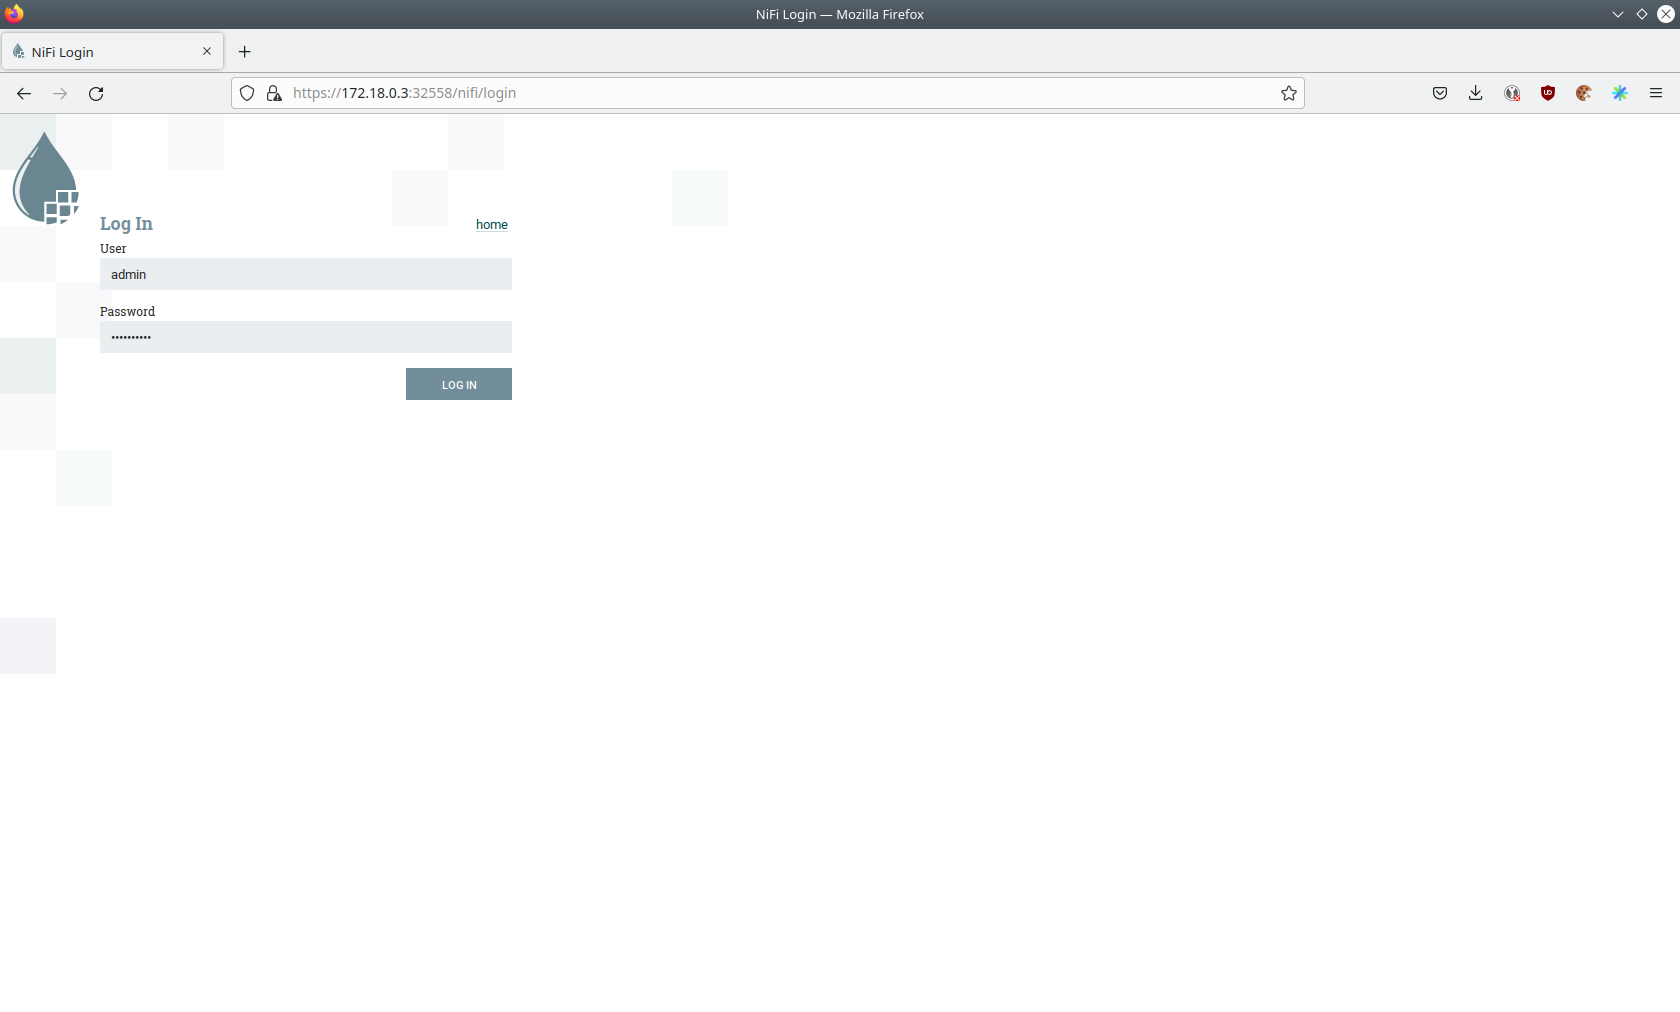 NiFi Login — Mozilla Firefox
NiFi Login
https://172.18.0.3:32558/nifi/login
Log In
home
User
admin
Password
••••••••••
LOG IN